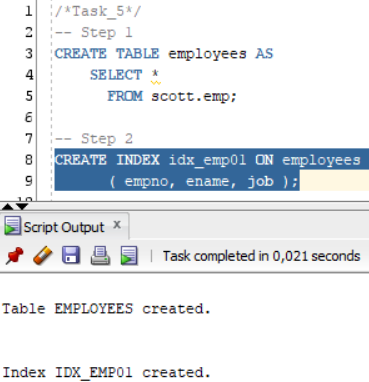 1 /*Task_5*/
2 -- Step 1
3 CREATE TABLE employees AS
4 SELECT *
5 FROM scott.emp;
6
7 -- Step 2
8 CREATE INDEX idx_emp01 ON employees
9 ( empno, ename, job );
10
Script Output x
Task completed in 0,021 seconds
Table EMPLOYEES created.
Index IDX_EMP01 created.